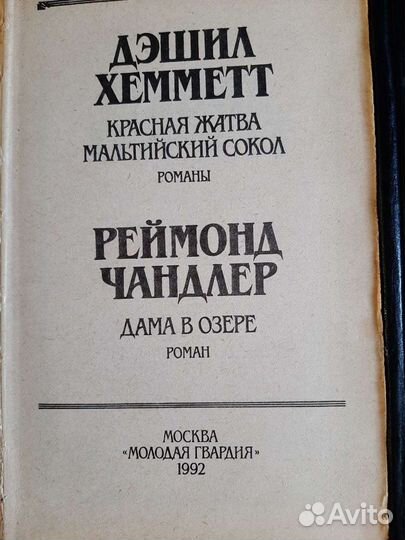 ДЭШИЛ
ХЕММЕТТ
КРАСНАЯ ЖАТВА
МАЛЬТИЙСКИЙ СОКОЛ
РОМАНЫ
РЕЙМОНД
ЧАНДЛЕР
ДАМА В ОЗЕРЕ
РОМАН
МОСКВА
«МОЛОДАЯ ГВАРДИЯ»
1992
Avito